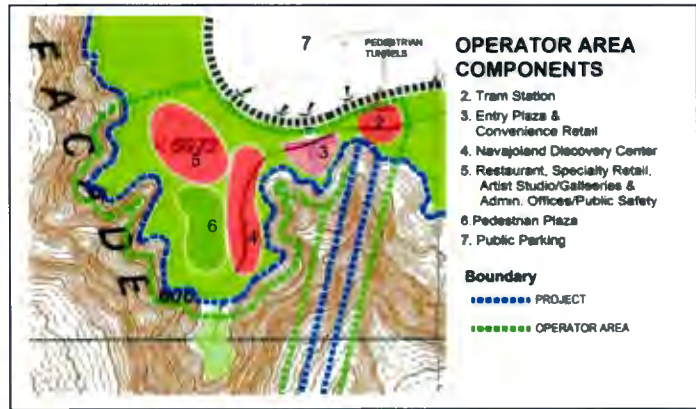 7
PEDESTRIAN
TUNNELS
OPERATOR AREA
COMPONENTS
2. Tram Station
3. Entry Plaza &
Convenience Retail
4. Navajoland Discovery Center
5. Restaurant, Specialty Retail,
Artist Studio/Galleeries &
Admn. Offices/Public Safety
6. Pedestrian Plaza
7. Public Parking
Boundary
PROJECT
OPERATOR AREA
FACADE
2
3
5
6
4